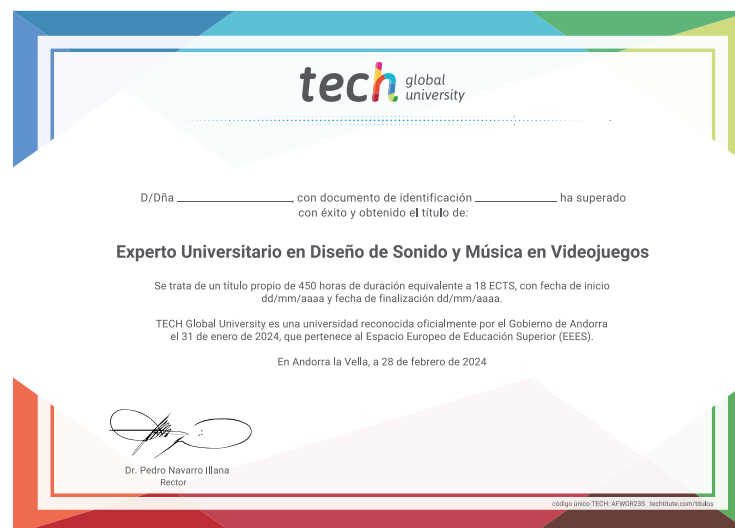 tech global university
D/Dña ____________, con documento de identificación ____________ ha superado
con éxito y obtenido el título de:
Experto Universitario en Diseño de Sonido y Música en Videojuegos
Se trata de un título propio de 450 horas de duración equivalente a 18 ECTS, con fecha de inicio
dd/mm/aaaa y fecha de finalización dd/mm/aaaa.
TECH Global University es una universidad reconocida oficialmente por el Gobierno de Andorra
el 31 de enero de 2024, que pertenece al Espacio Europeo de Educación Superior (EEES).
En Andorra la Vella, a 28 de febrero de 2024
Dr. Pedro Navarro Illana
Rector
código único TECH: AFWOR23S techtitute.com/títulos